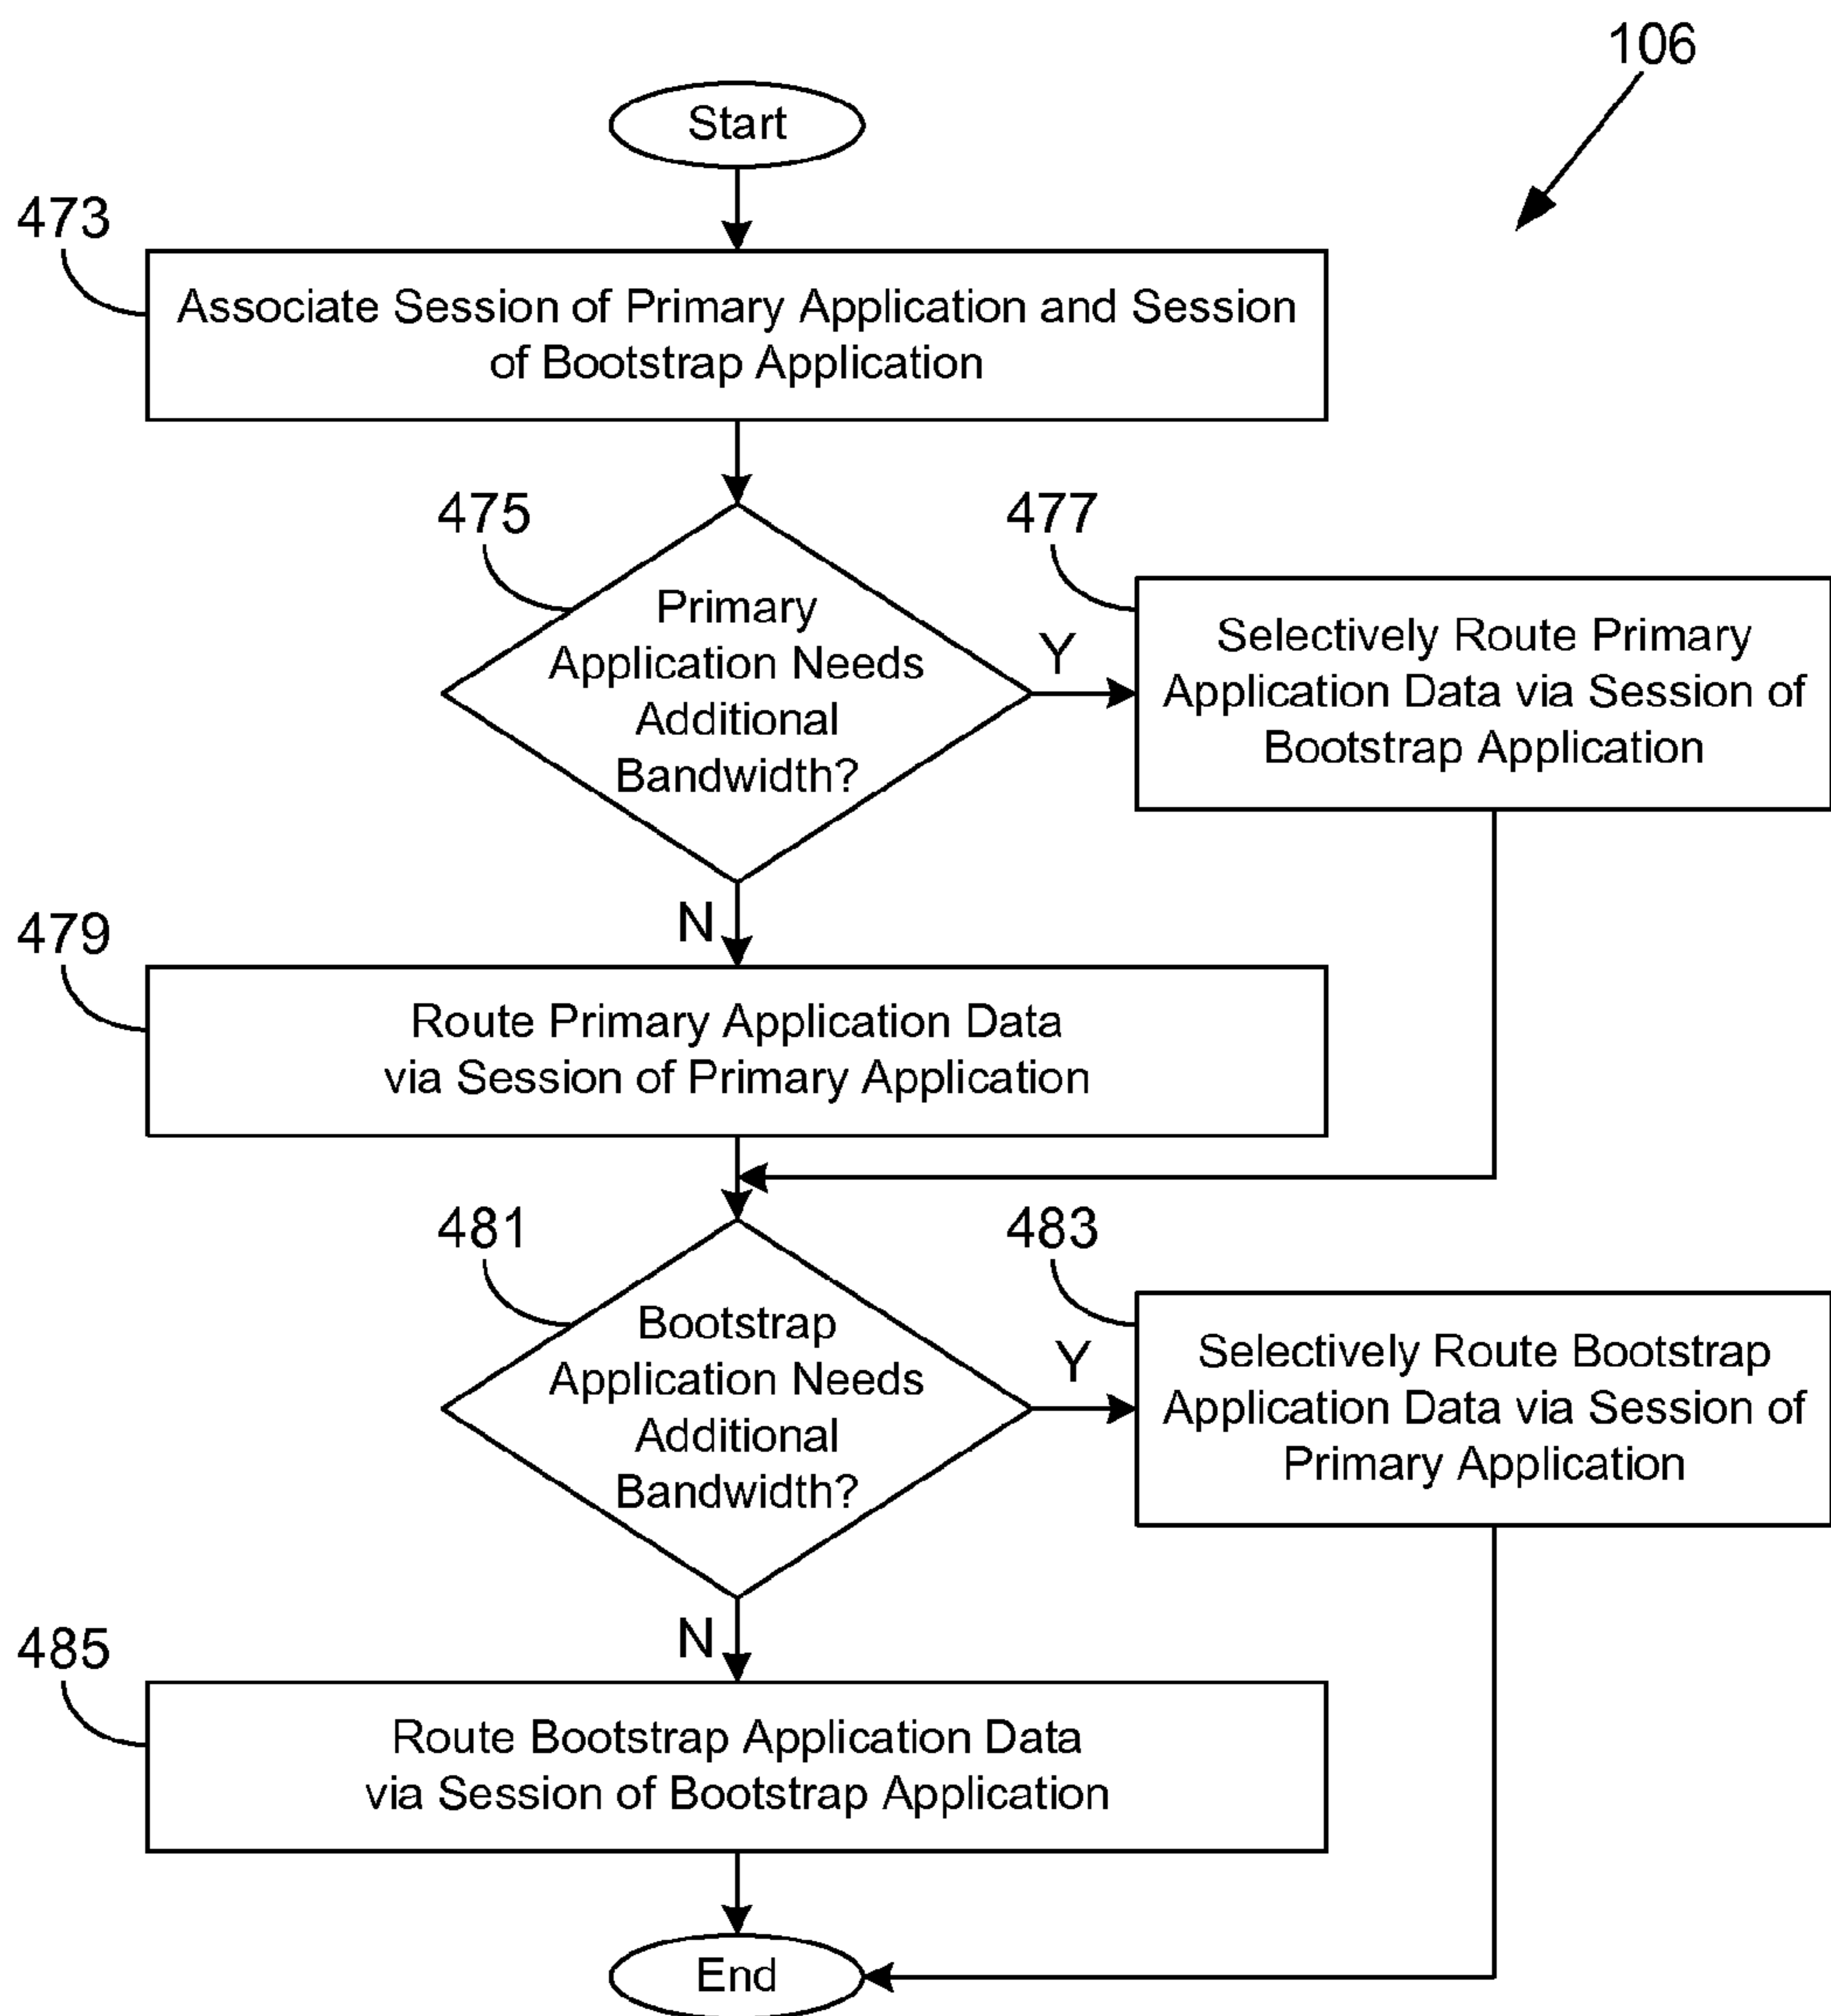 106
Start
473
Associate Session of Primary Application and Session
of Bootstrap Application
475
Primary
Application Needs
Additional
Bandwidth?
Y
477
Selectively Route Primary
Application Data via Session of
Bootstrap Application
N
479
Route Primary Application Data
via Session of Primary Application
481
Bootstrap
Application Needs
Additional
Bandwidth?
Y
483
Selectively Route Bootstrap
Application Data via Session of
Primary Application
N
485
Route Bootstrap Application Data
via Session of Bootstrap Application
End